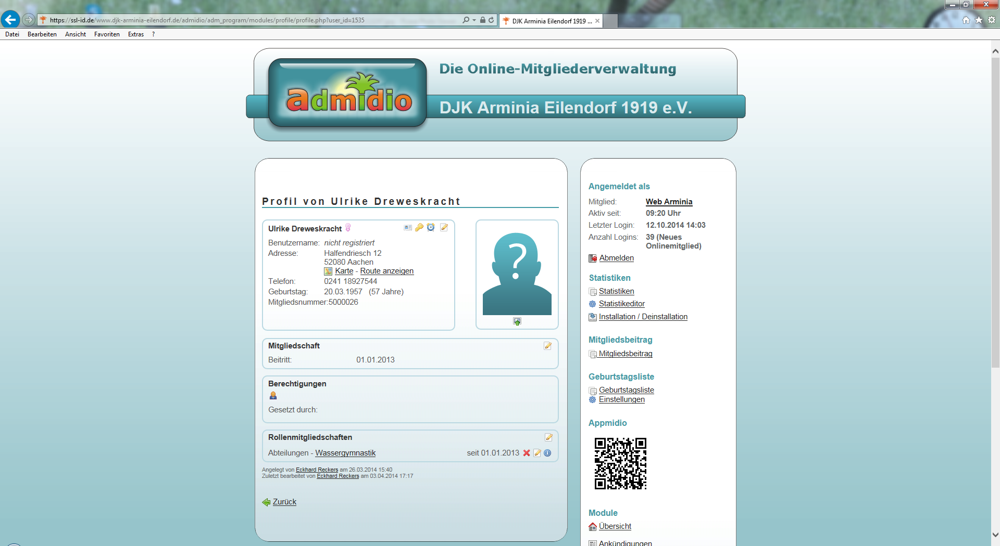 https://ssl-id.de/www.djk-arminia-eilendorf.de/admidio/adm_program/modules/profile/profile.php?user_id=1535
DJK Arminia Eilendorf 1919 ...
Datei Bearbeiten Ansicht Favoriten Extras ?
Die Online-Mitgliederverwaltung
admidio
DJK Arminia Eilendorf 1919 e.V.
Profil von Ulrike Dreweskracht
Ulrike Dreweskracht
Benutzername: nicht registriert
Adresse: Halfendriesch 12
52080 Aachen
Karte - Route anzeigen
Telefon: 0241 18927544
Geburtstag: 20.03.1957 (57 Jahre)
Mitgliedsnummer:5000026
?
Mitgliedschaft
Beitritt: 01.01.2013
Berechtigungen
Gesetzt durch:
Rollenmitgliedschaften
Abteilungen - Wassergymnastik seit 01.01.2013
Angelegt von Eckhard Reckers am 26.03.2014 15:40
Zuletzt bearbeitet von Eckhard Reckers am 03.04.2014 17:17
Zurück
Angemeldet als
Mitglied: Web Arminia
Aktiv seit: 09:20 Uhr
Letzter Login: 12.10.2014 14:03
Anzahl Logins: 39 (Neues
Onlinemitglied)
Abmelden
Statistiken
Statistiken
Statistikeditor
Installation / Deinstallation
Mitgliedsbeitrag
Mitgliedsbeitrag
Geburtstagsliste
Geburtstagsliste
Einstellungen
Appmidio
Module
Übersicht
Ankündigungen